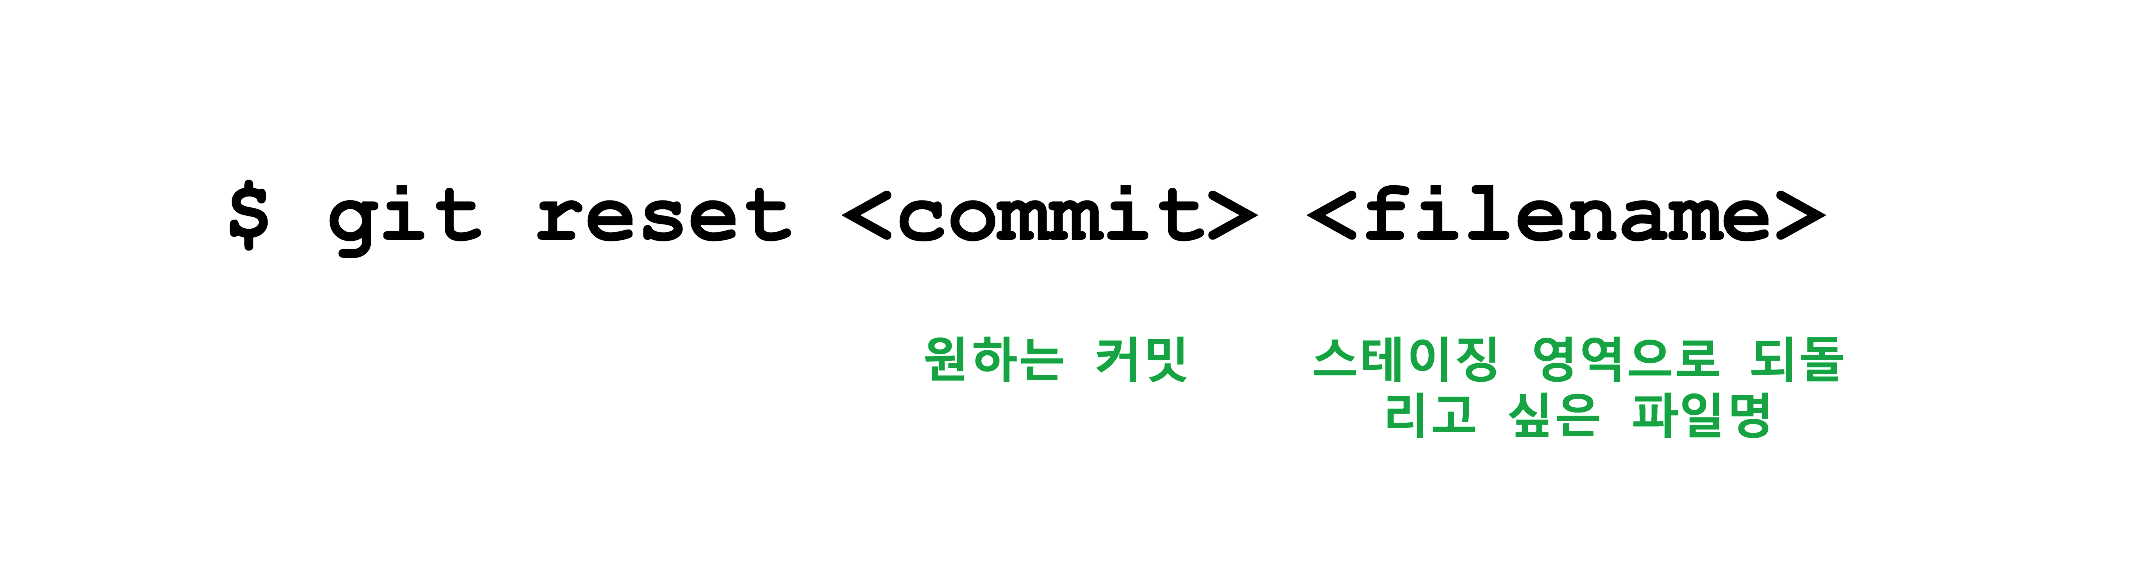 $ git reset <commit> <filename>
원하는 커밋
스테이징 영역으로 되돌
리고 싶은 파일명